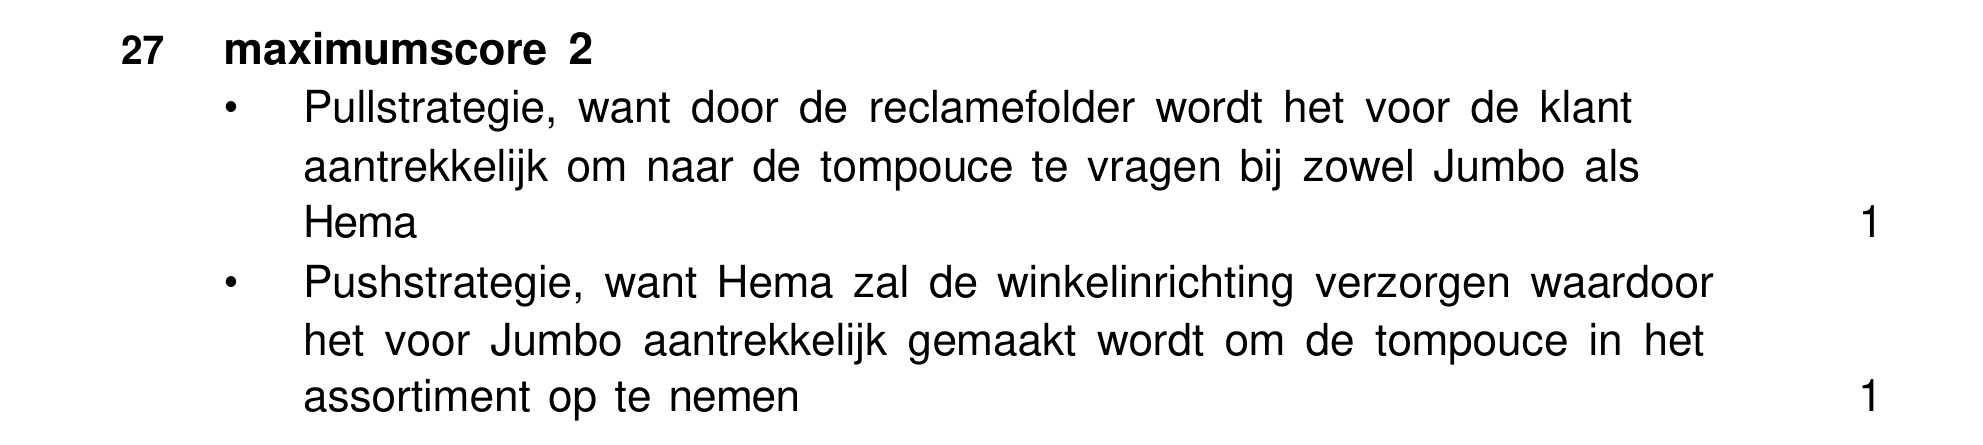 27 maximumscore 2
• Pullstrategie, want door de reclamefolder wordt het voor de klant
aantrekkelijk om naar de tompouce te vragen bij zowel Jumbo als
Hema 1
• Pushstrategie, want Hema zal de winkelinrichting verzorgen waardoor
het voor Jumbo aantrekkelijk gemaakt wordt om de tompouce in het
assortiment op te nemen 1